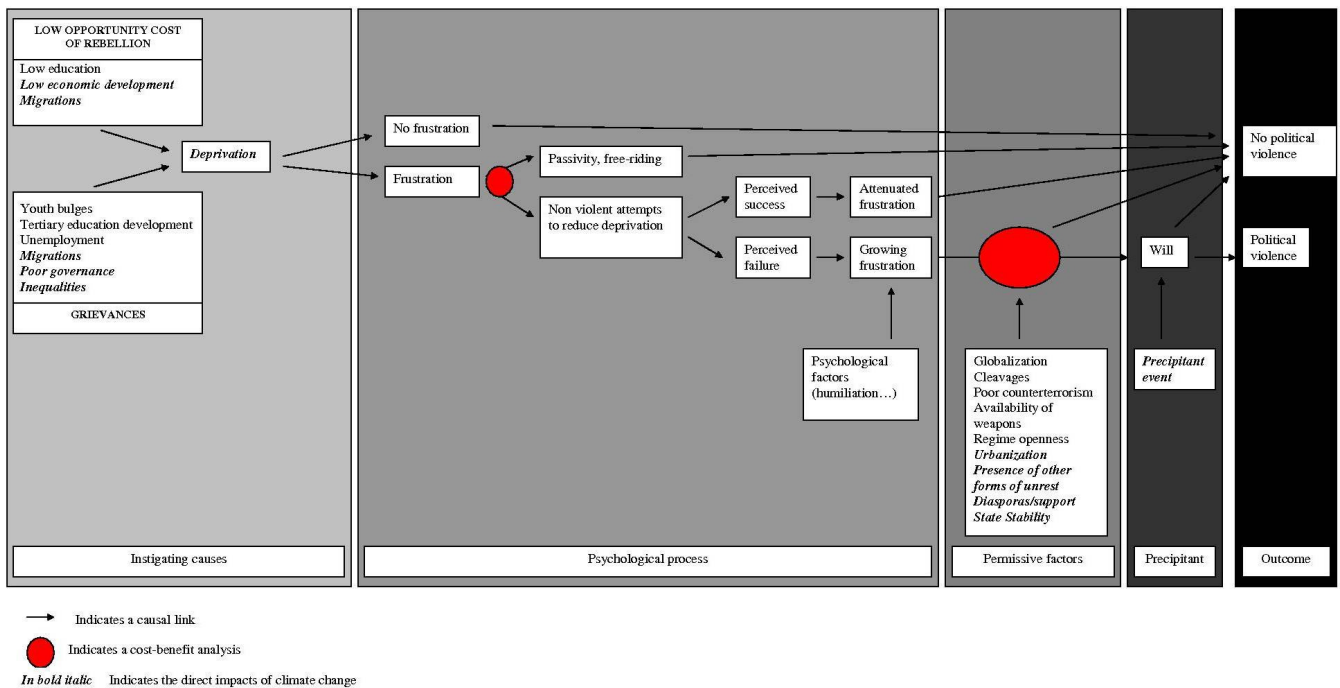 LOW OPPORTUNITY COST
OF REBELLION
Low education
Low economic development
Migrations
Deprivation
Youth bulges
Tertiary education development
Unemployment
Migrations
Poor governance
Inequalities
GRIEVANCES
Instigating causes
No frustration
Frustration
Passivity, free-riding
Non violent attempts
to reduce deprivation
Perceived
success
Attenuated
frustration
Perceived
failure
Growing
frustration
Psychological
factors
(humiliation…)
Psychological process
Globalization
Cleavages
Poor counterterrorism
Availability of
weapons
Regime openness
Urbanization
Presence of other
forms of unrest
Diasporas/support
State Stability
Permissive factors
Will
Precipitant
event
Precipitant
No political
violence
Political
violence
Outcome
Indicates a causal link
Indicates a cost-benefit analysis
In bold italic Indicates the direct impacts of climate change